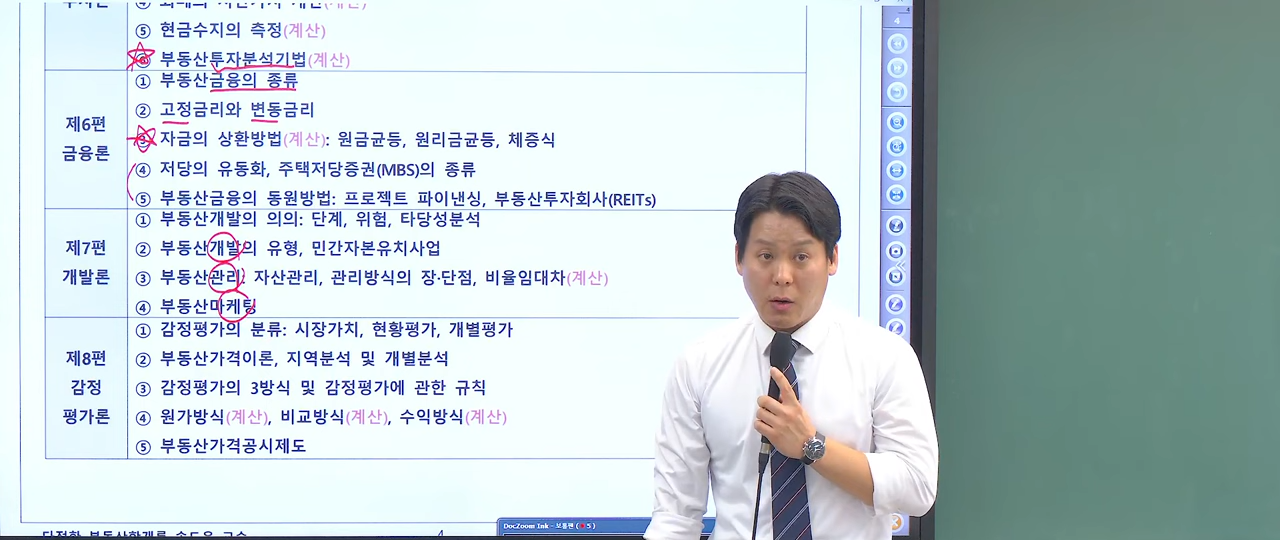 ⑤ 현금수지의 측정(계산)
⑥ 부동산투자분석기법(계산)
제6편
금융론
① 부동산금융의 종류
② 고정금리와 변동금리
③ 자금의 상환방법(계산): 원금균등, 원리금균등, 체증식
④ 저당의 유동화, 주택저당증권(MBS)의 종류
⑤ 부동산금융의 동원방법: 프로젝트 파이낸싱, 부동산투자회사(REITs)
제7편
개발론
① 부동산개발의 의의: 단계, 위험, 타당성분석
② 부동산개발의 유형, 민간자본유치사업
③ 부동산관리: 자산관리, 관리방식의 장·단점, 비율임대차(계산)
④ 부동산마케팅
제8편
감정
평가론
① 감정평가의 분류: 시장가치, 현황평가, 개별평가
② 부동산가격이론, 지역분석 및 개별분석
③ 감정평가의 3방식 및 감정평가에 관한 규칙
④ 원가방식(계산), 비교방식(계산), 수익방식(계산)
⑤ 부동산가격공시제도
4
DocZoom Ink - 보통펜 ( 5 )
4